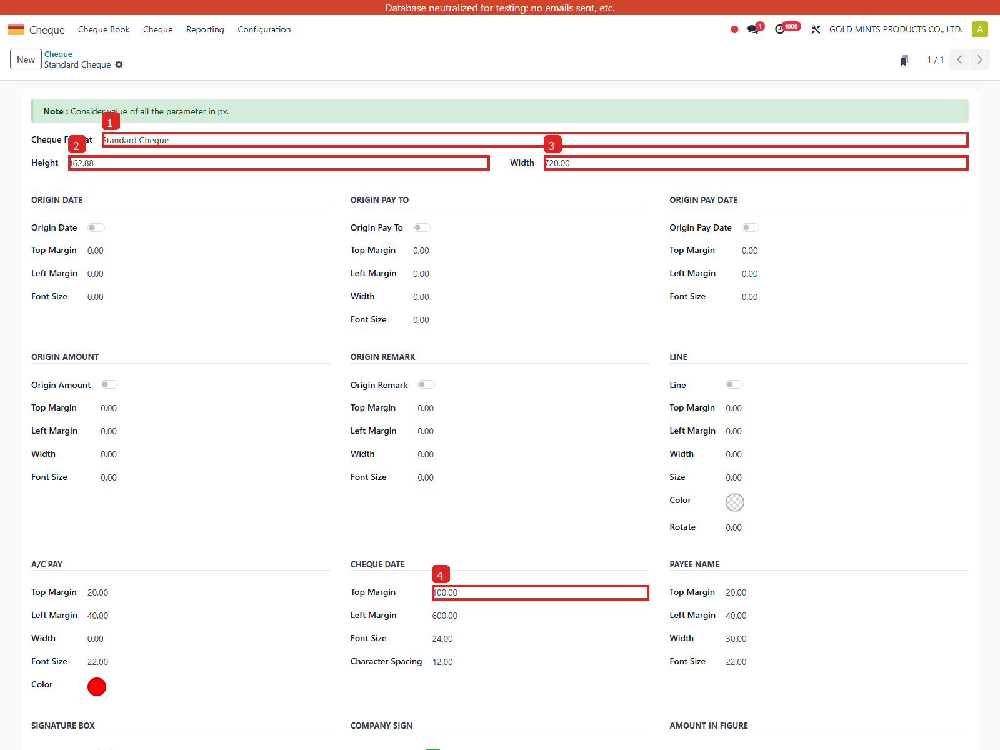 Database neutralized for testing: no emails sent, etc.
Cheque Cheque Book Cheque Reporting Configuration 1 1000 GOLD MINTS PRODUCTS CO., LTD. A
New Cheque
Standard Cheque 1 / 1
Note : Consider value of all the parameter in px.
1
Cheque Standard Cheque
2 3
Height 362.88 Width 720.00
ORIGIN DATE ORIGIN PAY TO ORIGIN PAY DATE
Origin Date Origin Pay To Origin Pay Date
Top Margin 0.00 Top Margin 0.00 Top Margin 0.00
Left Margin 0.00 Left Margin 0.00 Left Margin 0.00
Font Size 0.00 Width 0.00 Font Size 0.00
Font Size 0.00
ORIGIN AMOUNT ORIGIN REMARK LINE
Origin Amount Origin Remark Line
Top Margin 0.00 Top Margin 0.00 Top Margin 0.00
Left Margin 0.00 Left Margin 0.00 Left Margin 0.00
Width 0.00 Width 0.00 Width 0.00
Font Size 0.00 Font Size 0.00 Size 0.00
Color
Rotate 0.00
A/C PAY CHEQUE DATE PAYEE NAME
4
Top Margin 20.00 Top Margin 100.00 Top Margin 20.00
Left Margin 40.00 Left Margin 600.00 Left Margin 40.00
Width 0.00 Font Size 24.00 Width 30.00
Font Size 22.00 Character Spacing 12.00 Font Size 22.00
Color
SIGNATURE BOX COMPANY SIGN AMOUNT IN FIGURE